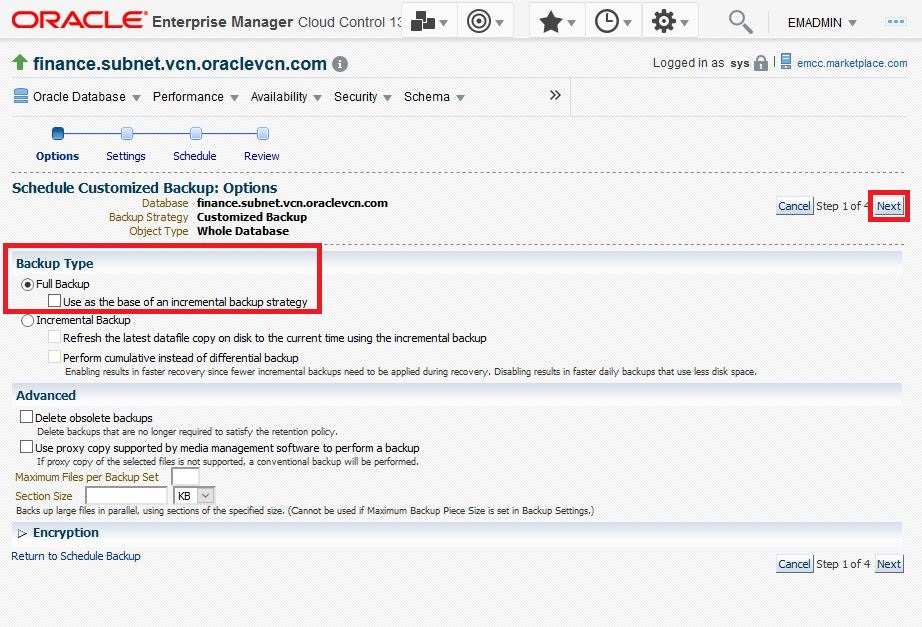 ORACLE® Enterprise Manager Cloud Control 13 EMADMIN
finance.subnet.vcn.oraclevcn.com Logged in as sys emcc.marketplace.com
Oracle Database Performance Availability Security Schema »
Options Settings Schedule Review
Schedule Customized Backup: Options
Database finance.subnet.vcn.oraclevcn.com
Backup Strategy Customized Backup
Object Type Whole Database
Cancel Step 1 of 4 Next
Backup Type
Full Backup
Use as the base of an incremental backup strategy
Incremental Backup
Refresh the latest datafile copy on disk to the current time using the incremental backup
Perform cumulative instead of differential backup
Enabling results in faster recovery since fewer incremental backups need to be applied during recovery. Disabling results in faster daily backups that use less disk space.
Advanced
Delete obsolete backups
Delete backups that are no longer required to satisfy the retention policy.
Use proxy copy supported by media management software to perform a backup
If proxy copy of the selected files is not supported, a conventional backup will be performed.
Maximum Files per Backup Set
Section Size KB
Backs up large files in parallel, using sections of the specified size. (Cannot be used if Maximum Backup Piece Size is set in Backup Settings.)
Encryption
Return to Schedule Backup
Cancel Step 1 of 4 Next